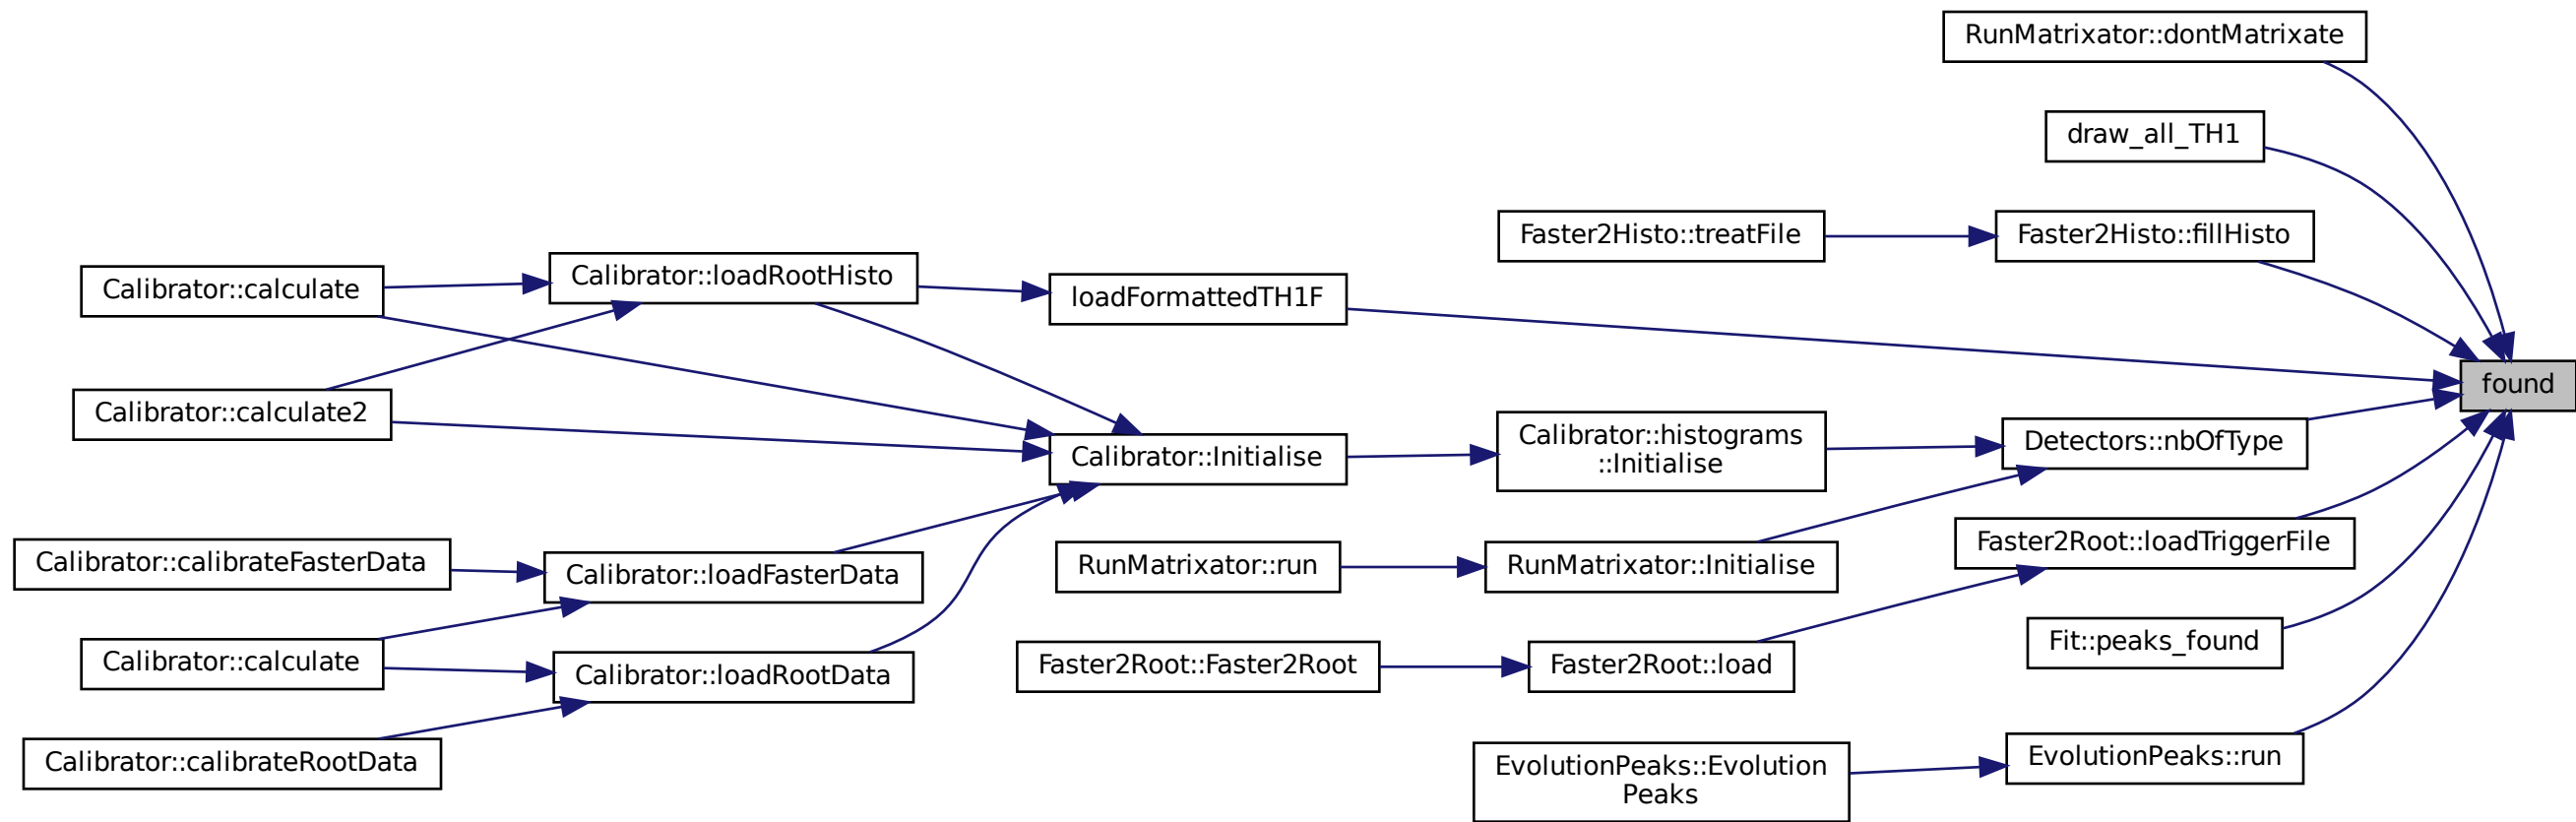 RunMatrixator::dontMatrixate
draw_all_TH1
Faster2Histo::treatFile
Faster2Histo::fillHisto
Calibrator::calculate
Calibrator::loadRootHisto
loadFormattedTH1F
found
Calibrator::calculate2
Calibrator::Initialise
Calibrator::histograms
::Initialise
Detectors::nbOfType
Calibrator::calibrateFasterData
Calibrator::loadFasterData
RunMatrixator::run
RunMatrixator::Initialise
Faster2Root::loadTriggerFile
Calibrator::calculate
Calibrator::loadRootData
Faster2Root::Faster2Root
Faster2Root::load
Fit::peaks_found
Calibrator::calibrateRootData
EvolutionPeaks::Evolution
Peaks
EvolutionPeaks::run